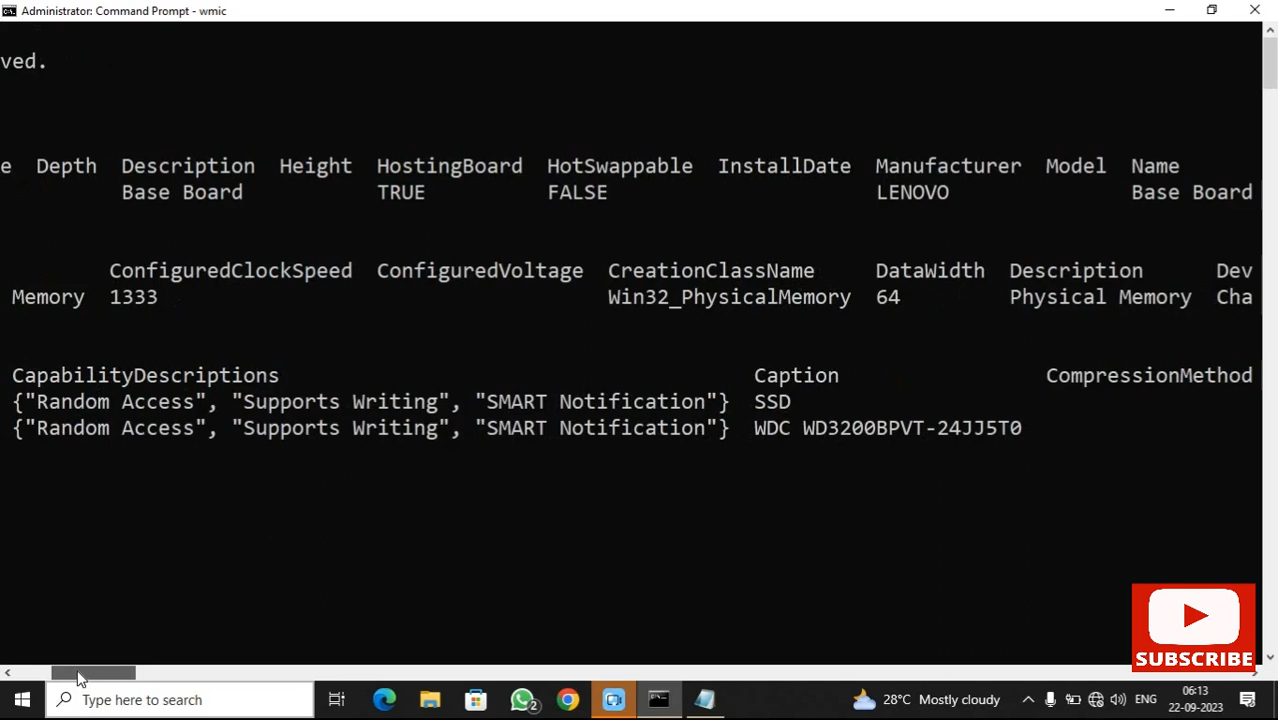 Administrator: Command Prompt - wmic
ved.
e Depth Description Height HostingBoard HotSwappable InstallDate Manufacturer Model Name
Base Board TRUE FALSE LENOVO Base Board
ConfiguredClockSpeed ConfiguredVoltage CreationClassName DataWidth Description Dev
Memory 1333 Win32_PhysicalMemory 64 Physical Memory Cha
CapabilityDescriptions Caption CompressionMethod
{"Random Access", "Supports Writing", "SMART Notification"} SSD
{"Random Access", "Supports Writing", "SMART Notification"} WDC WD3200BPVT-24JJ5T0
SUBSCRIBE
Type here to search 2 28°C Mostly cloudy ENG 06:13
22-09-2023